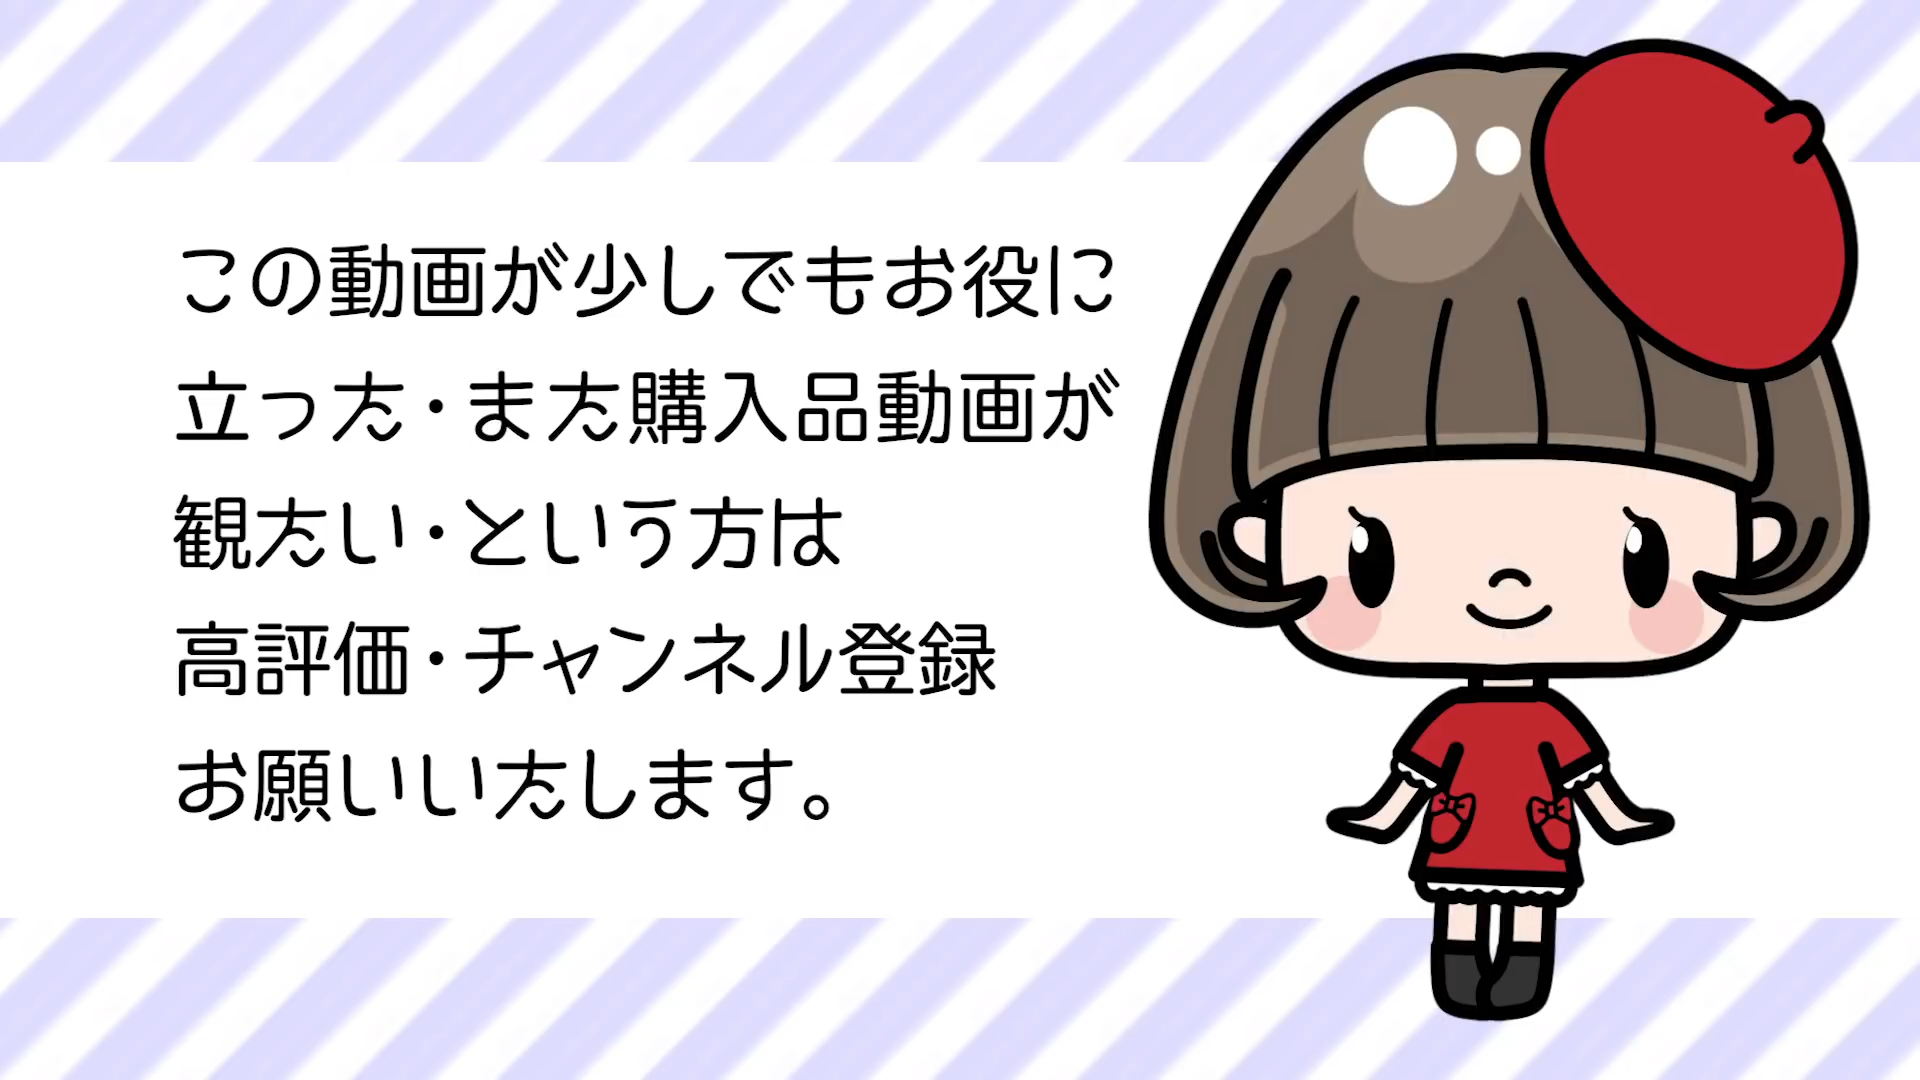 この動画が少しでもお役に
立った・また購入品動画が
観たい・という方は
高評価・チャンネル登録
お願いいたします。